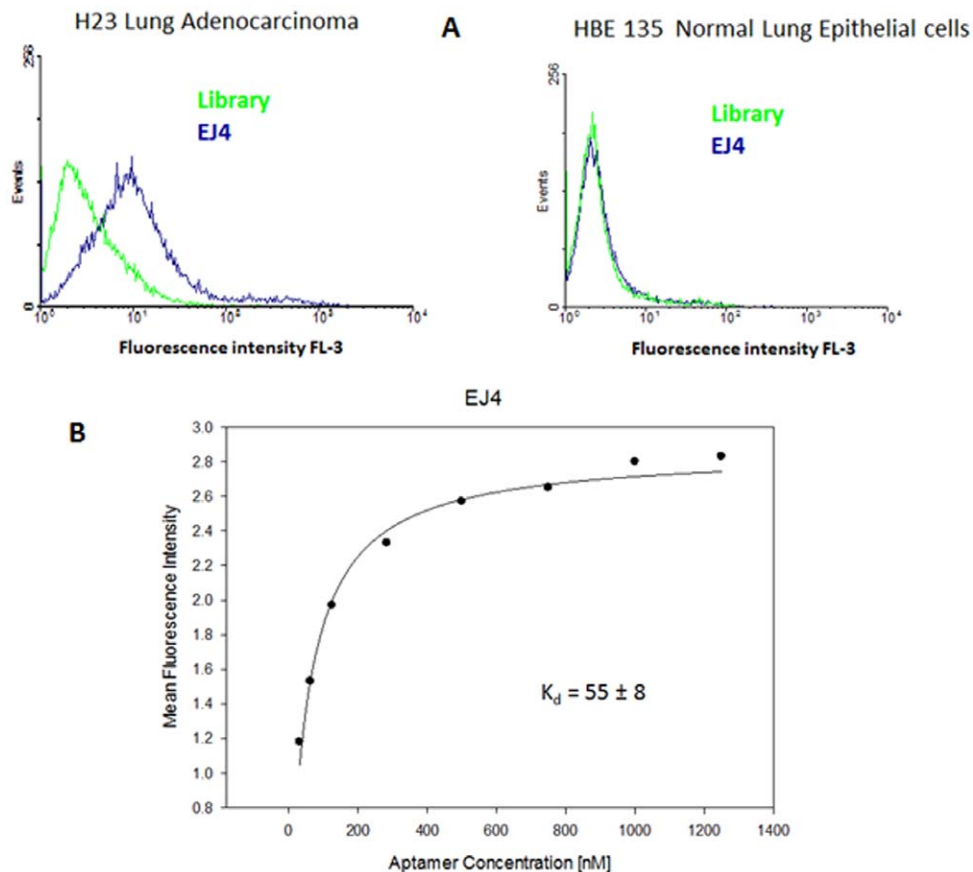 H23 Lung Adenocarcinoma
A
HBE 135 Normal Lung Epithelial cells
256
Events
0
Library
EJ4
10⁰ 10¹ 10² 10³ 10⁴
Fluorescence intensity FL-3
256
Events
0
Library
EJ4
10⁰ 10¹ 10² 10³ 10⁴
Fluorescence intensity FL-3
B
EJ4
Mean Fluorescence Intensity
3.0
2.8
2.6
2.4
2.2
2.0
1.8
1.6
1.4
1.2
1.0
0.8
K_d = 55 ± 8
0 200 400 600 800 1000 1200 1400
Aptamer Concentration [nM]